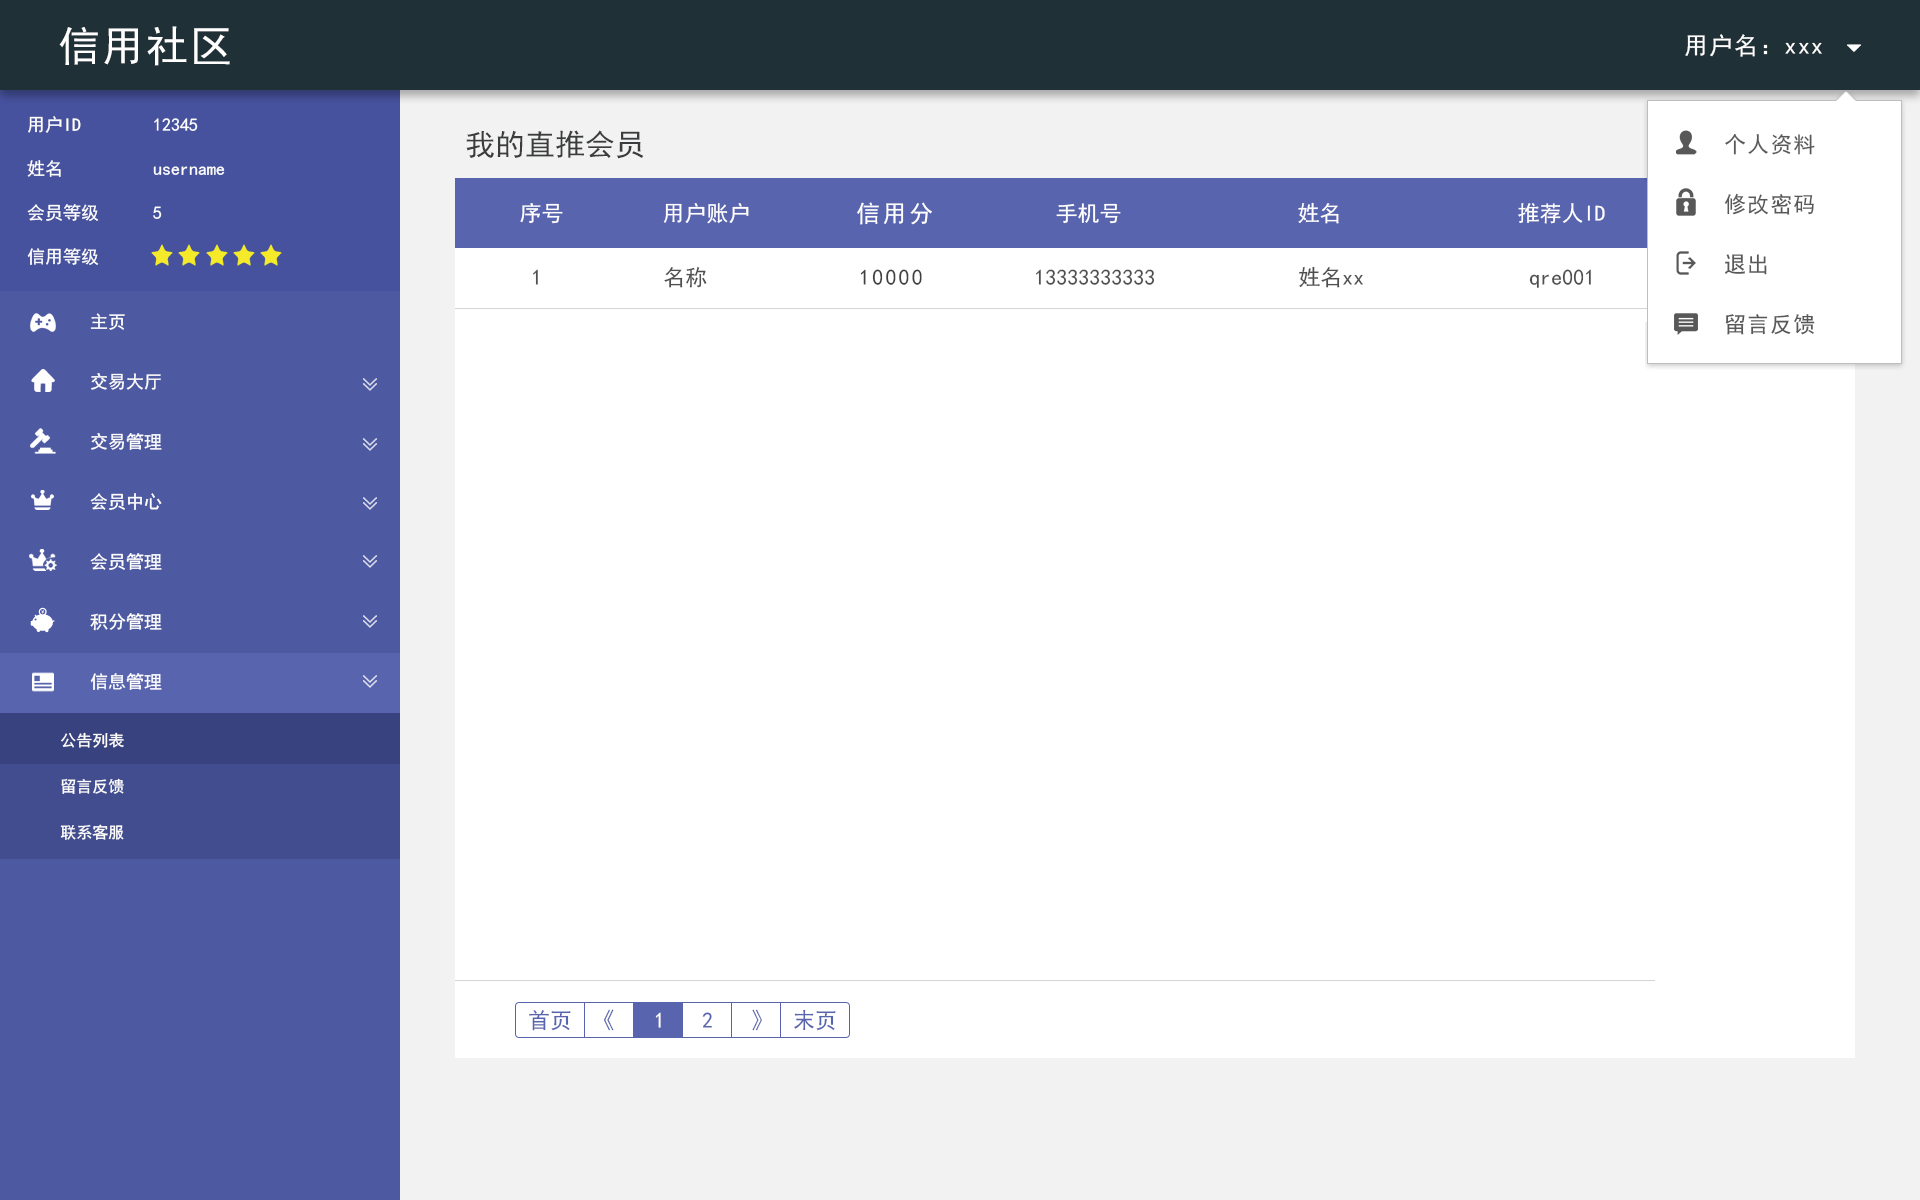 信用社区
用户名：xxx
用户ID 12345
姓名 username
会员等级 5
信用等级
主页
交易大厅
交易管理
会员中心
会员管理
积分管理
信息管理
公告列表
留言反馈
联系客服
我的直推会员
序号 用户账户 信用分 手机号 姓名 推荐人ID
1 名称 10000 13333333333 姓名xx qre001
首页 《 1 2 》 末页
个人资料
修改密码
退出
留言反馈